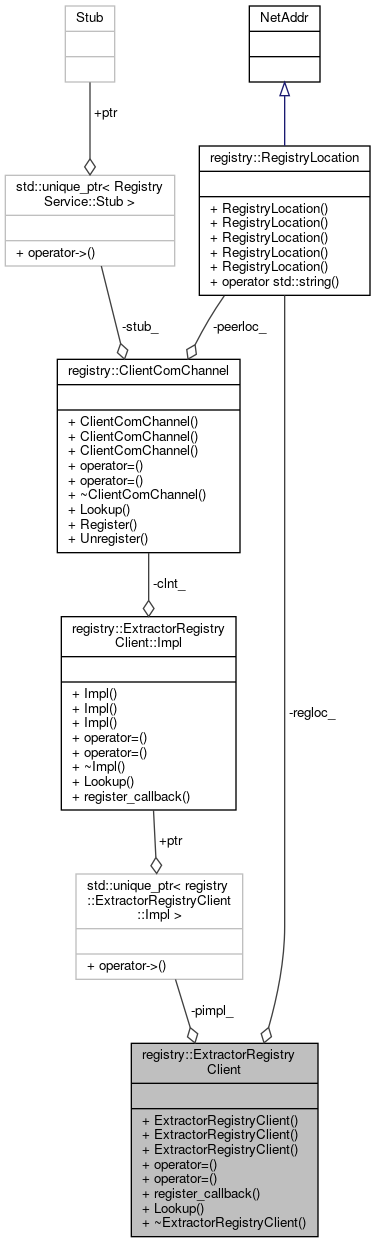 Stub
NetAddr
+ptr
registry::RegistryLocation
+ RegistryLocation()
+ RegistryLocation()
+ RegistryLocation()
+ RegistryLocation()
+ RegistryLocation()
+ operator std::string()
std::unique_ptr< Registry
Service::Stub >
+ operator->()
-stub_
-peerloc_
registry::ClientComChannel
+ ClientComChannel()
+ ClientComChannel()
+ ClientComChannel()
+ operator=()
+ operator=()
+ ~ClientComChannel()
+ Lookup()
+ Register()
+ Unregister()
-clnt_
registry::ExtractorRegistry
Client::Impl
+ Impl()
+ Impl()
+ Impl()
+ operator=()
+ operator=()
+ ~Impl()
+ Lookup()
+ register_callback()
-regloc_
+ptr
std::unique_ptr< registry
::ExtractorRegistryClient
::Impl >
+ operator->()
-pimpl_
registry::ExtractorRegistry
Client
+ ExtractorRegistryClient()
+ ExtractorRegistryClient()
+ ExtractorRegistryClient()
+ operator=()
+ operator=()
+ register_callback()
+ Lookup()
+ ~ExtractorRegistryClient()